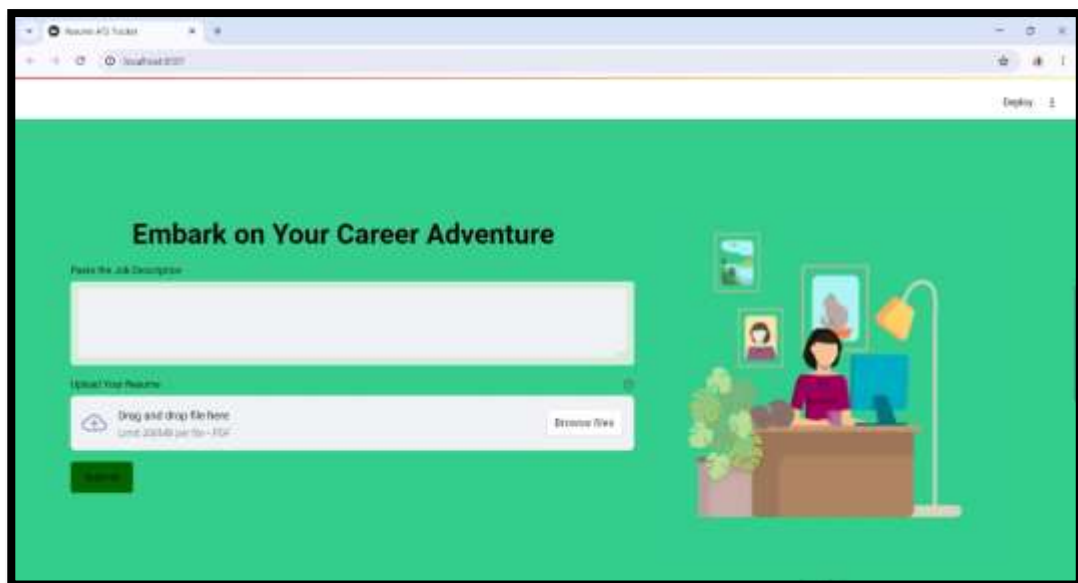 Resume ATS Tracker
localhost:8501
Deploy
Embark on Your Career Adventure
Paste the Job Description
Upload Your Resume
Drag and drop file here
Limit 200MB per file • PDF
Browse files
Submit